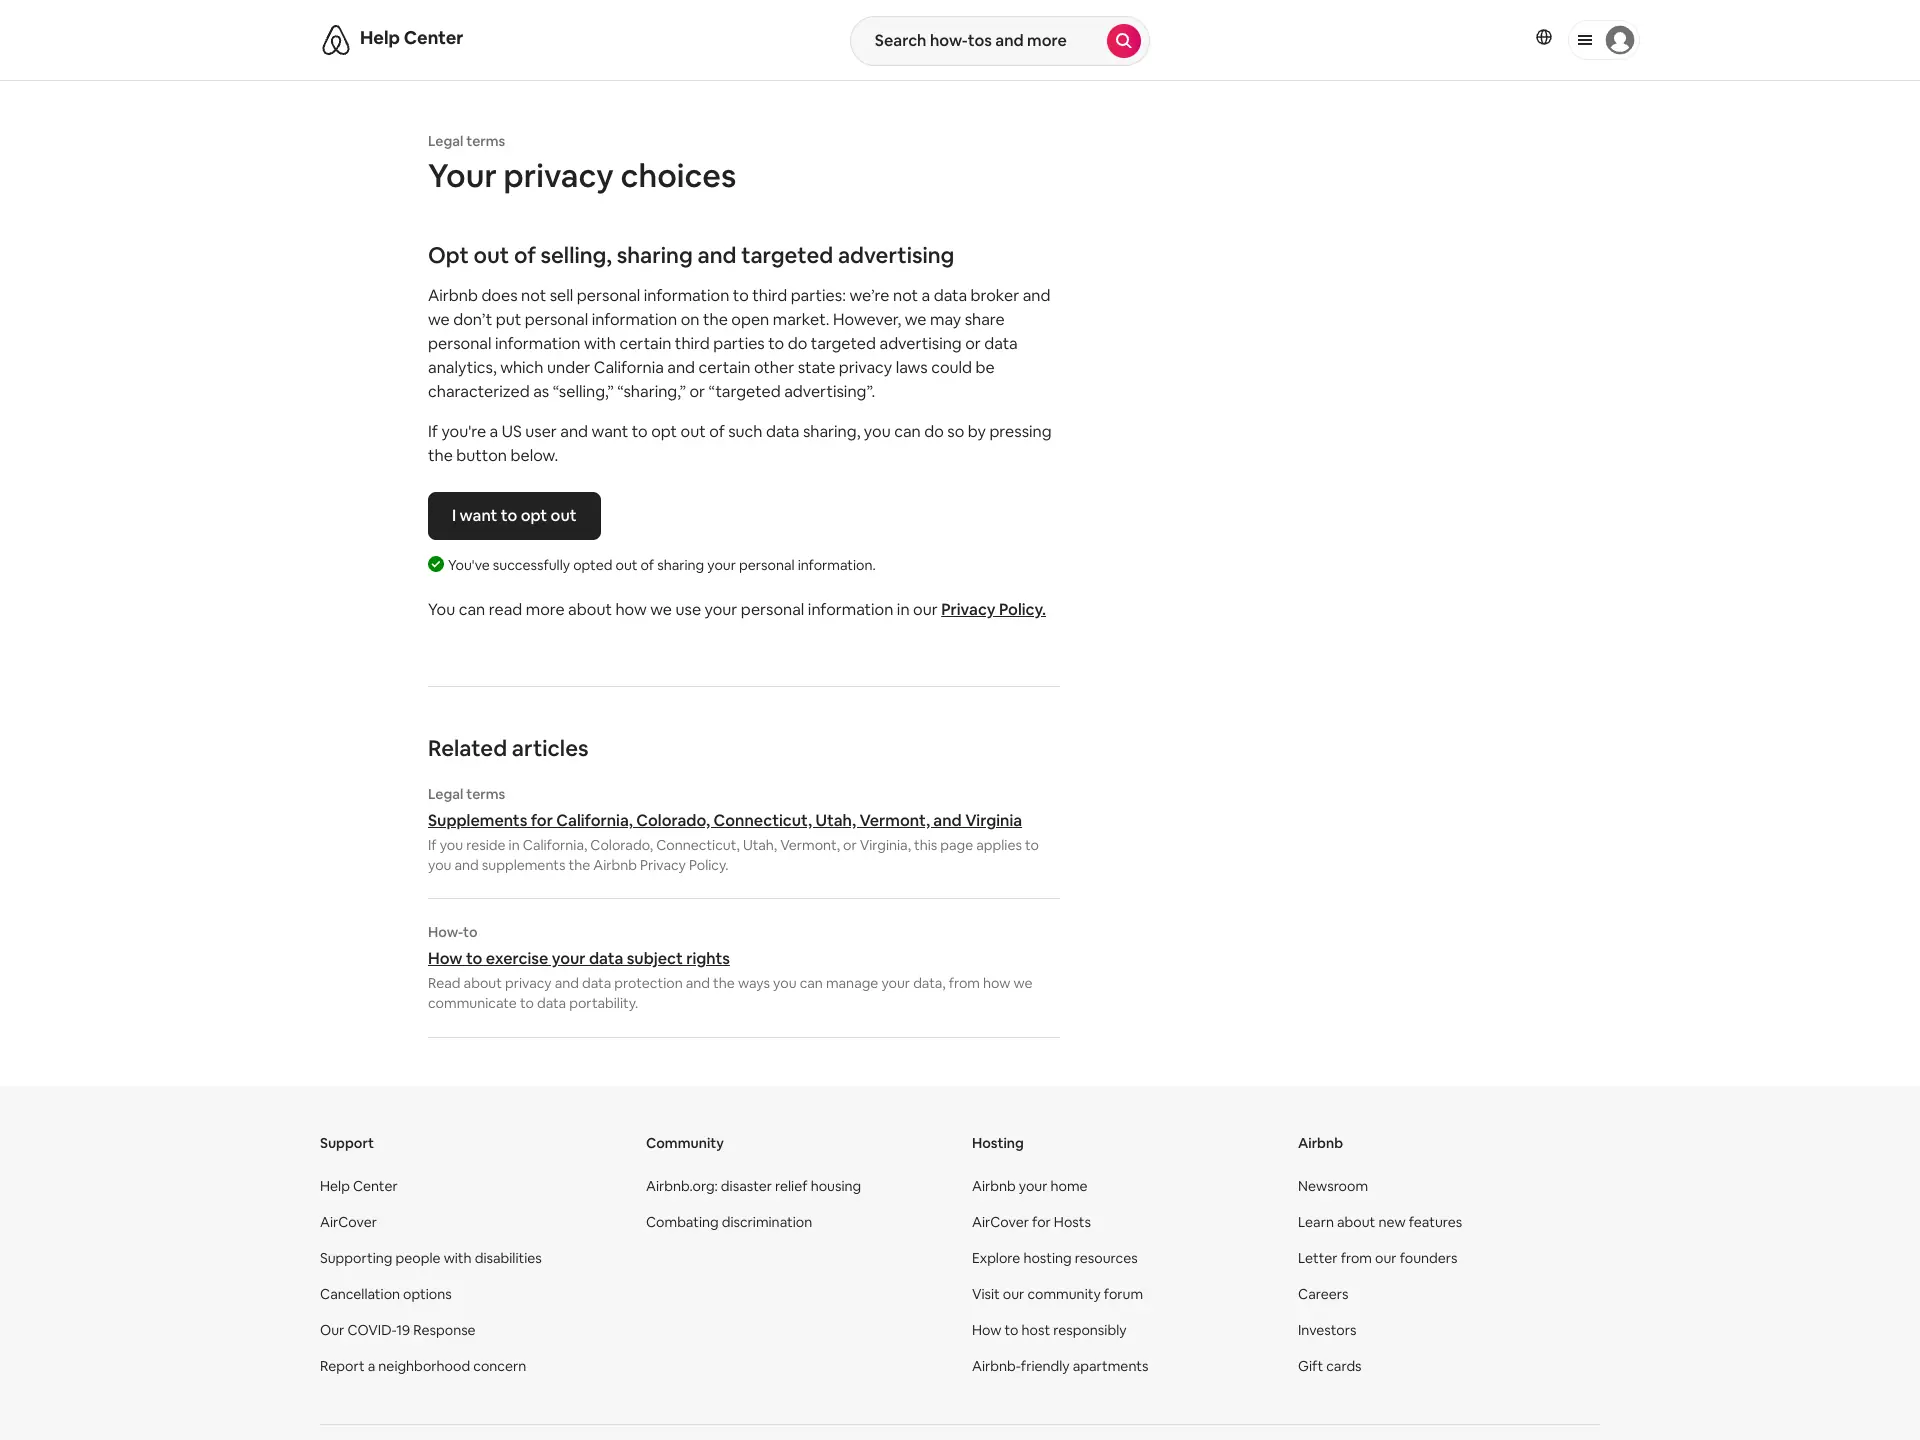 Help Center
Search how-tos and more
Legal terms
Your privacy choices
Opt out of selling, sharing and targeted advertising
Airbnb does not sell personal information to third parties: we’re not a data broker and
we don’t put personal information on the open market. However, we may share
personal information with certain third parties to do targeted advertising or data
analytics, which under California and certain other state privacy laws could be
characterized as “selling,” “sharing,” or “targeted advertising”.
If you're a US user and want to opt out of such data sharing, you can do so by pressing
the button below.
I want to opt out
You've successfully opted out of sharing your personal information.
You can read more about how we use your personal information in our Privacy Policy.
Related articles
Legal terms
Supplements for California, Colorado, Connecticut, Utah, Vermont, and Virginia
If you reside in California, Colorado, Connecticut, Utah, Vermont, or Virginia, this page applies to
you and supplements the Airbnb Privacy Policy.
How-to
How to exercise your data subject rights
Read about privacy and data protection and the ways you can manage your data, from how we
communicate to data portability.
Support
Help Center
AirCover
Supporting people with disabilities
Cancellation options
Our COVID-19 Response
Report a neighborhood concern
Community
Airbnb.org: disaster relief housing
Combating discrimination
Hosting
Airbnb your home
AirCover for Hosts
Explore hosting resources
Visit our community forum
How to host responsibly
Airbnb-friendly apartments
Airbnb
Newsroom
Learn about new features
Letter from our founders
Careers
Investors
Gift cards